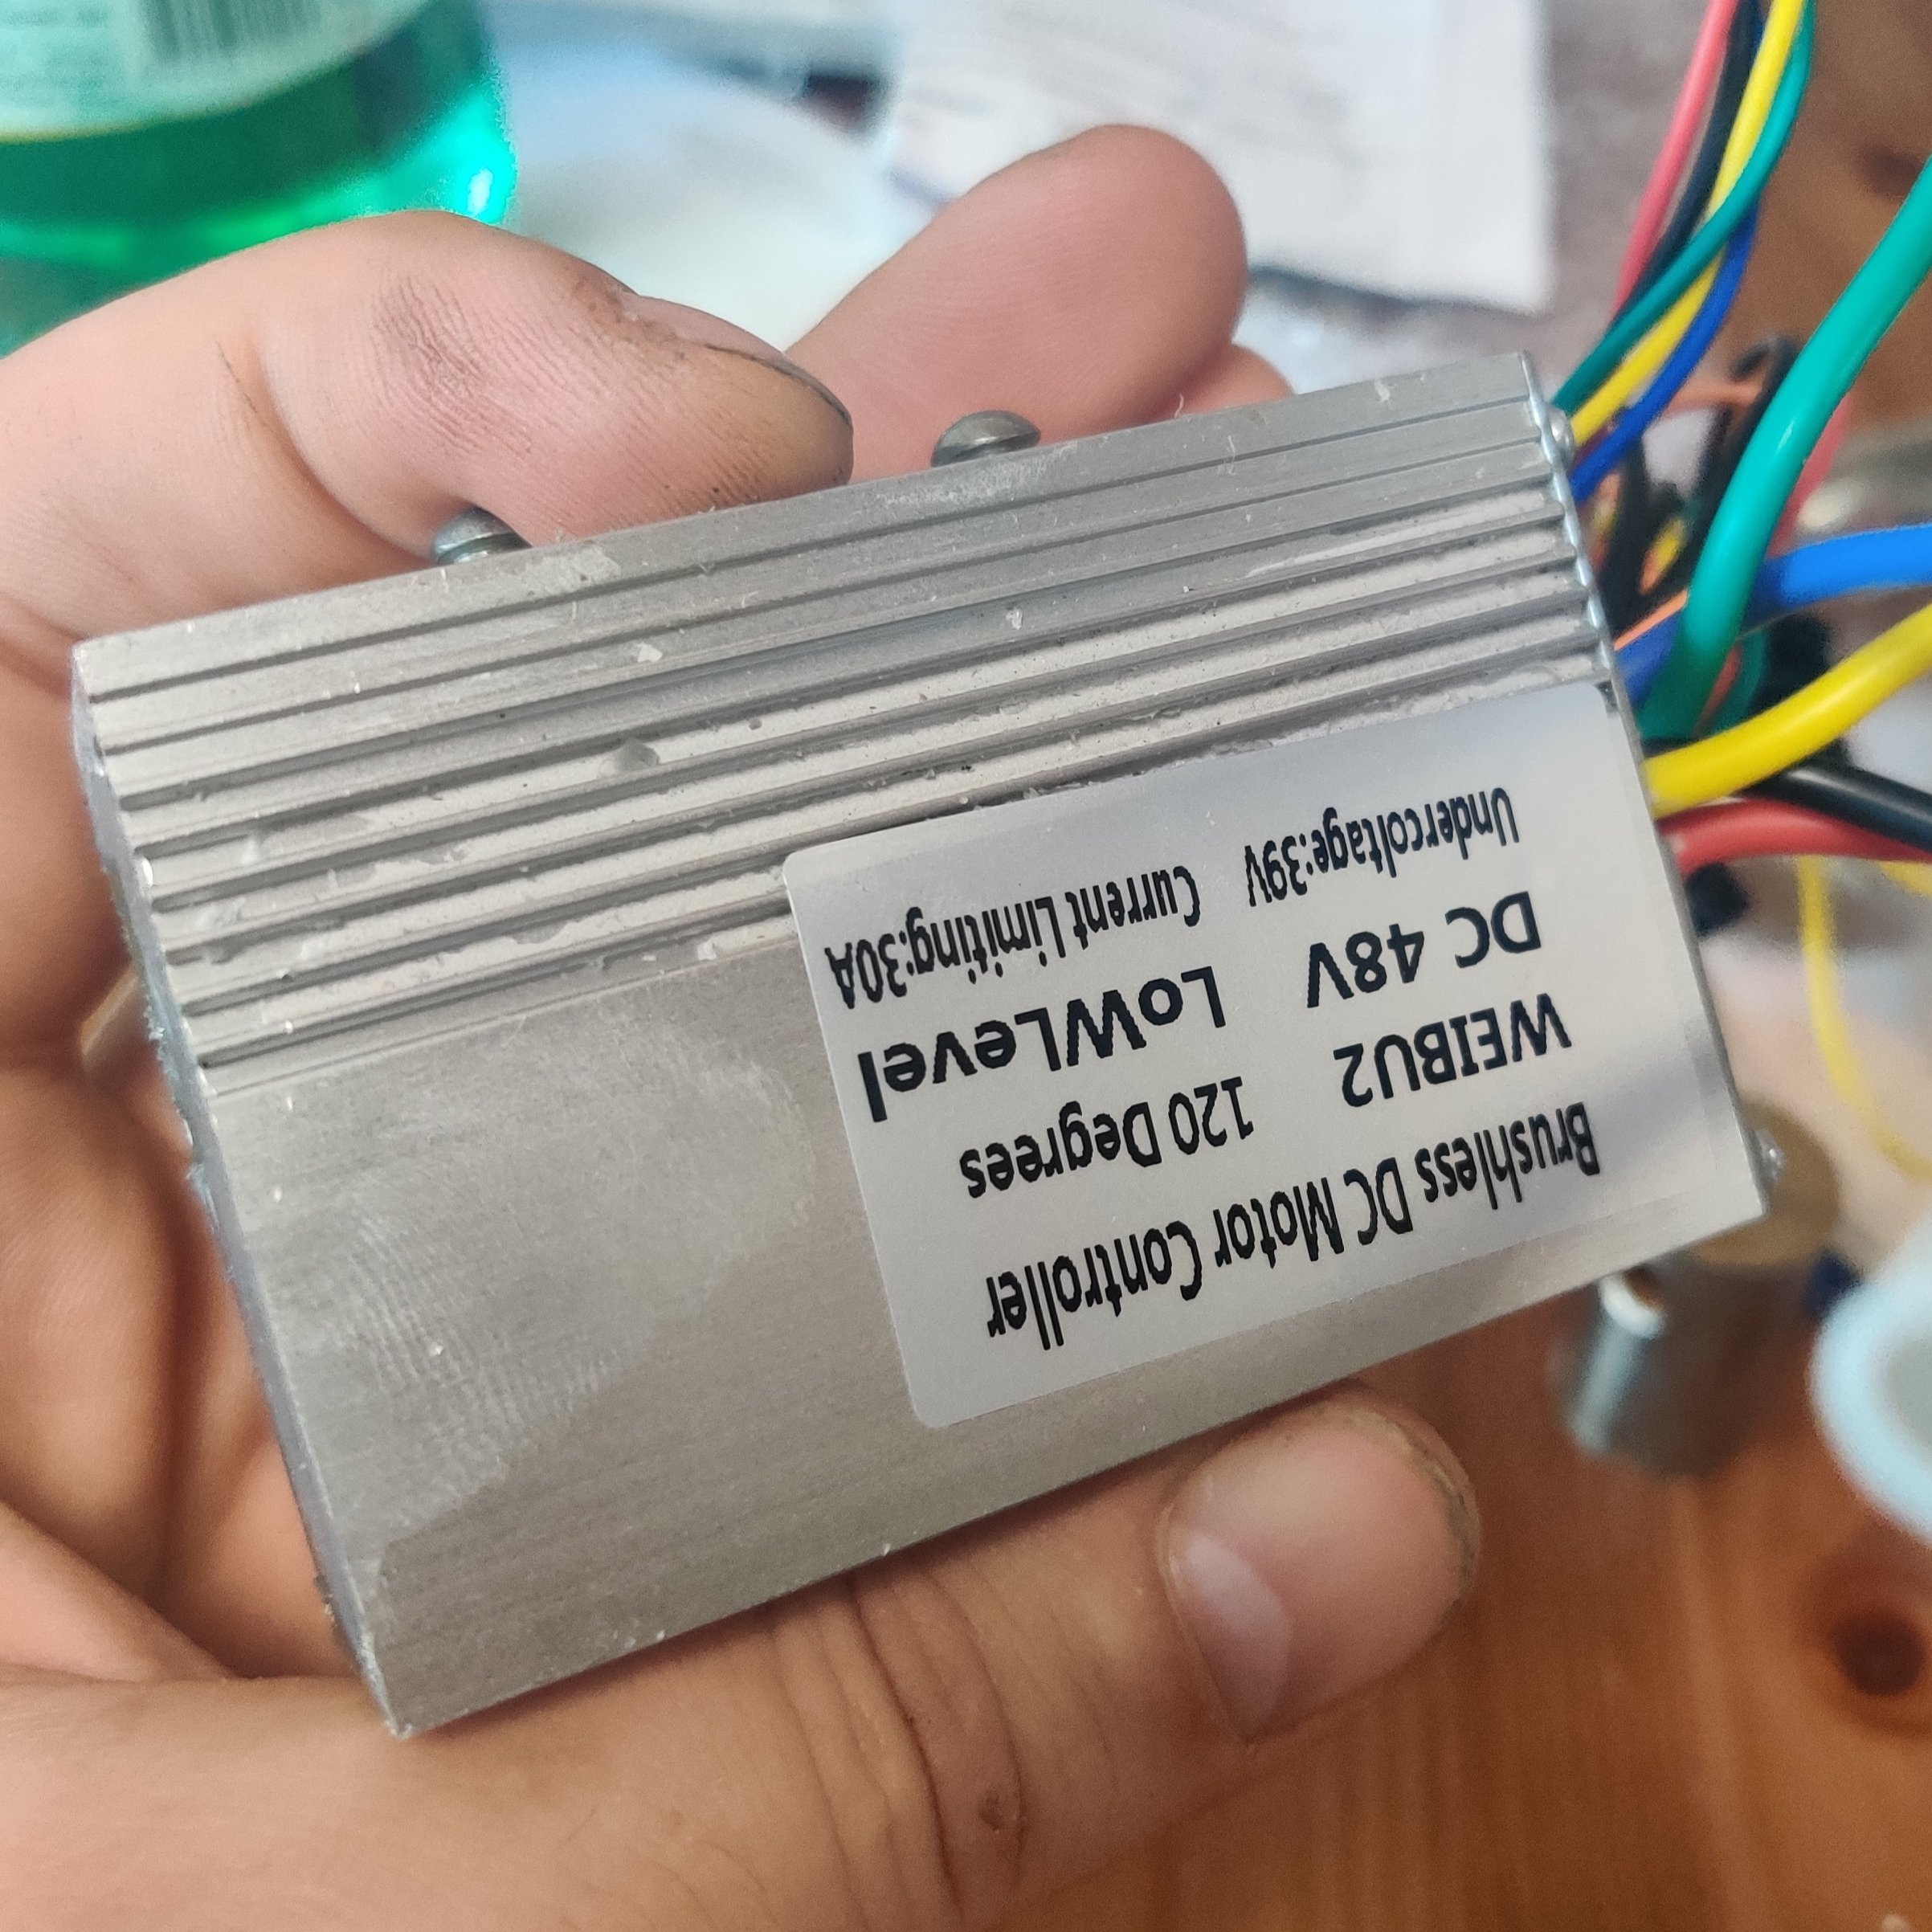 Brushless DC Motor Controller
WEIBU2 120 Degrees
DC 48V LoWLevel
Undercoltage:39V Current Limiting:30A